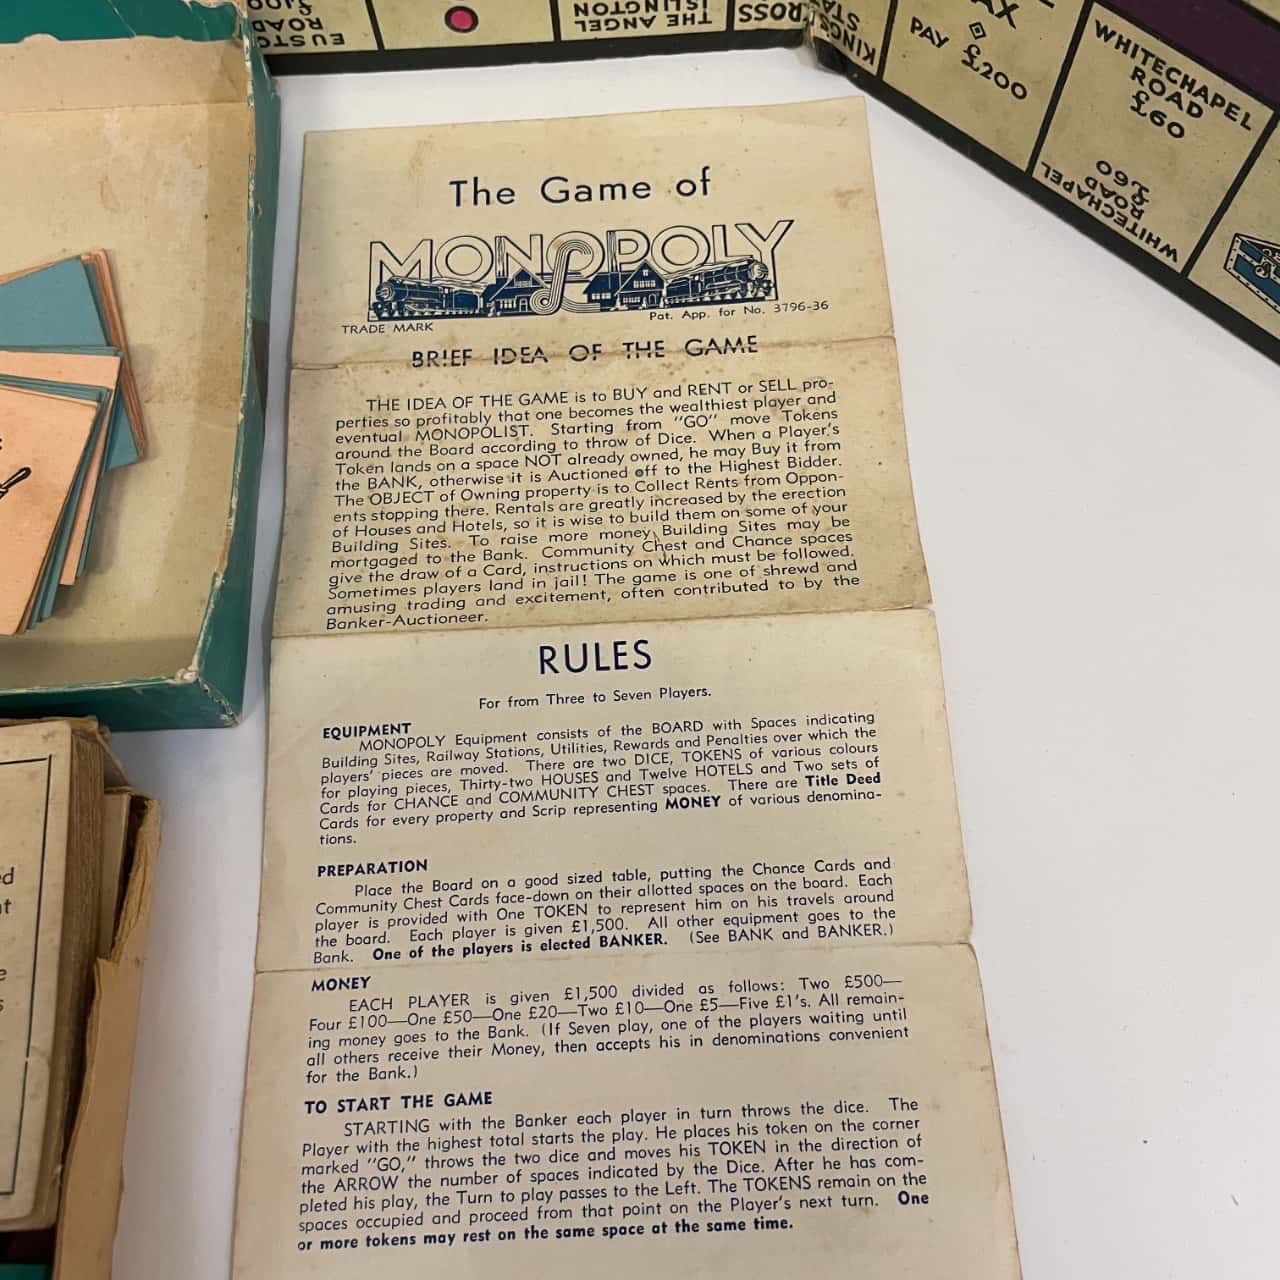 EUSTON
ROAD
THE ANGEL
ISLINGTON
KING'S
PAY £200
WHITECHAPEL
ROAD
£60
£60
WHITECHAPEL
ROAD
The Game of
MONOPOLY
TRADE MARK
Pat. App. for No. 3796-36
BRIEF IDEA OF THE GAME
THE IDEA OF THE GAME is to BUY and RENT or SELL pro-
perties so profitably that one becomes the wealthiest player and
eventual MONOPOLIST. Starting from "GO" move Tokens
around the Board according to throw of Dice. When a Player's
Token lands on a space NOT already owned, he may Buy it from
the BANK, otherwise it is Auctioned off to the Highest Bidder.
The OBJECT of Owning property is to Collect Rents from Oppon-
ents stopping there. Rentals are greatly increased by the erection
of Houses and Hotels, so it is wise to build them on some of your
Building Sites. To raise more money, Building Sites may be
mortgaged to the Bank. Community Chest and Chance spaces
give the draw of a Card, instructions on which must be followed.
Sometimes players land in jail! The game is one of shrewd and
amusing trading and excitement, often contributed to by the
Banker-Auctioneer.
RULES
For from Three to Seven Players.
EQUIPMENT
MONOPOLY Equipment consists of the BOARD with Spaces indicating
Building Sites, Railway Stations, Utilities, Rewards and Penalties over which the
players' pieces are moved. There are two DICE, TOKENS of various colours
for playing pieces, Thirty-two HOUSES and Twelve HOTELS and Two sets of
Cards for CHANCE and COMMUNITY CHEST spaces. There are Title Deed
Cards for every property and Scrip representing MONEY of various denomina-
tions.
PREPARATION
Place the Board on a good sized table, putting the Chance Cards and
Community Chest Cards face-down on their allotted spaces on the board. Each
player is provided with One TOKEN to represent him on his travels around
the board. Each player is given £1,500. All other equipment goes to the
Bank. One of the players is elected BANKER. (See BANK and BANKER.)
MONEY
EACH PLAYER is given £1,500 divided as follows: Two £500—
Four £100—One £50—One £20—Two £10—One £5—Five £1's. All remain-
ing money goes to the Bank. (If Seven play, one of the players waiting until
all others receive their Money, then accepts his in denominations convenient
for the Bank.)
TO START THE GAME
STARTING with the Banker each player in turn throws the dice. The
Player with the highest total starts the play. He places his token on the corner
marked "GO," throws the two dice and moves his TOKEN in the direction of
the ARROW the number of spaces indicated by the Dice. After he has com-
pleted his play, the Turn to play passes to the Left. The TOKENS remain on the
spaces occupied and proceed from that point on the Player's next turn. One
or more tokens may rest on the same space at the same time.